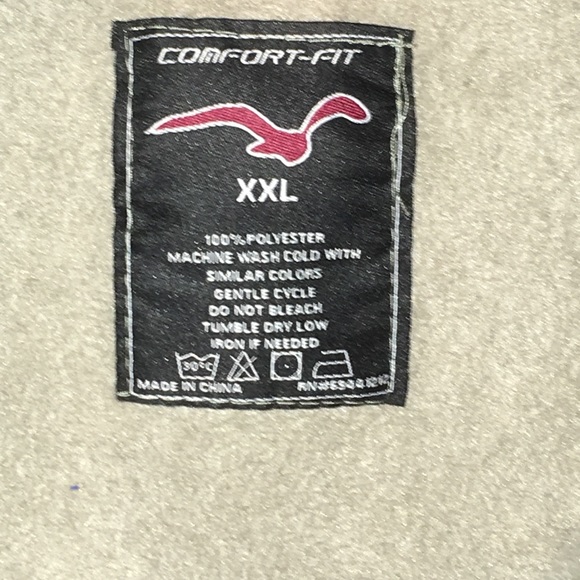 COMFORT-FIT
XXL
100% POLYESTER
MACHINE WASH COLD WITH
SIMILAR COLORS
GENTLE CYCLE
DO NOT BLEACH
TUMBLE DRY LOW
IRON IF NEEDED
30°C
MADE IN CHINA